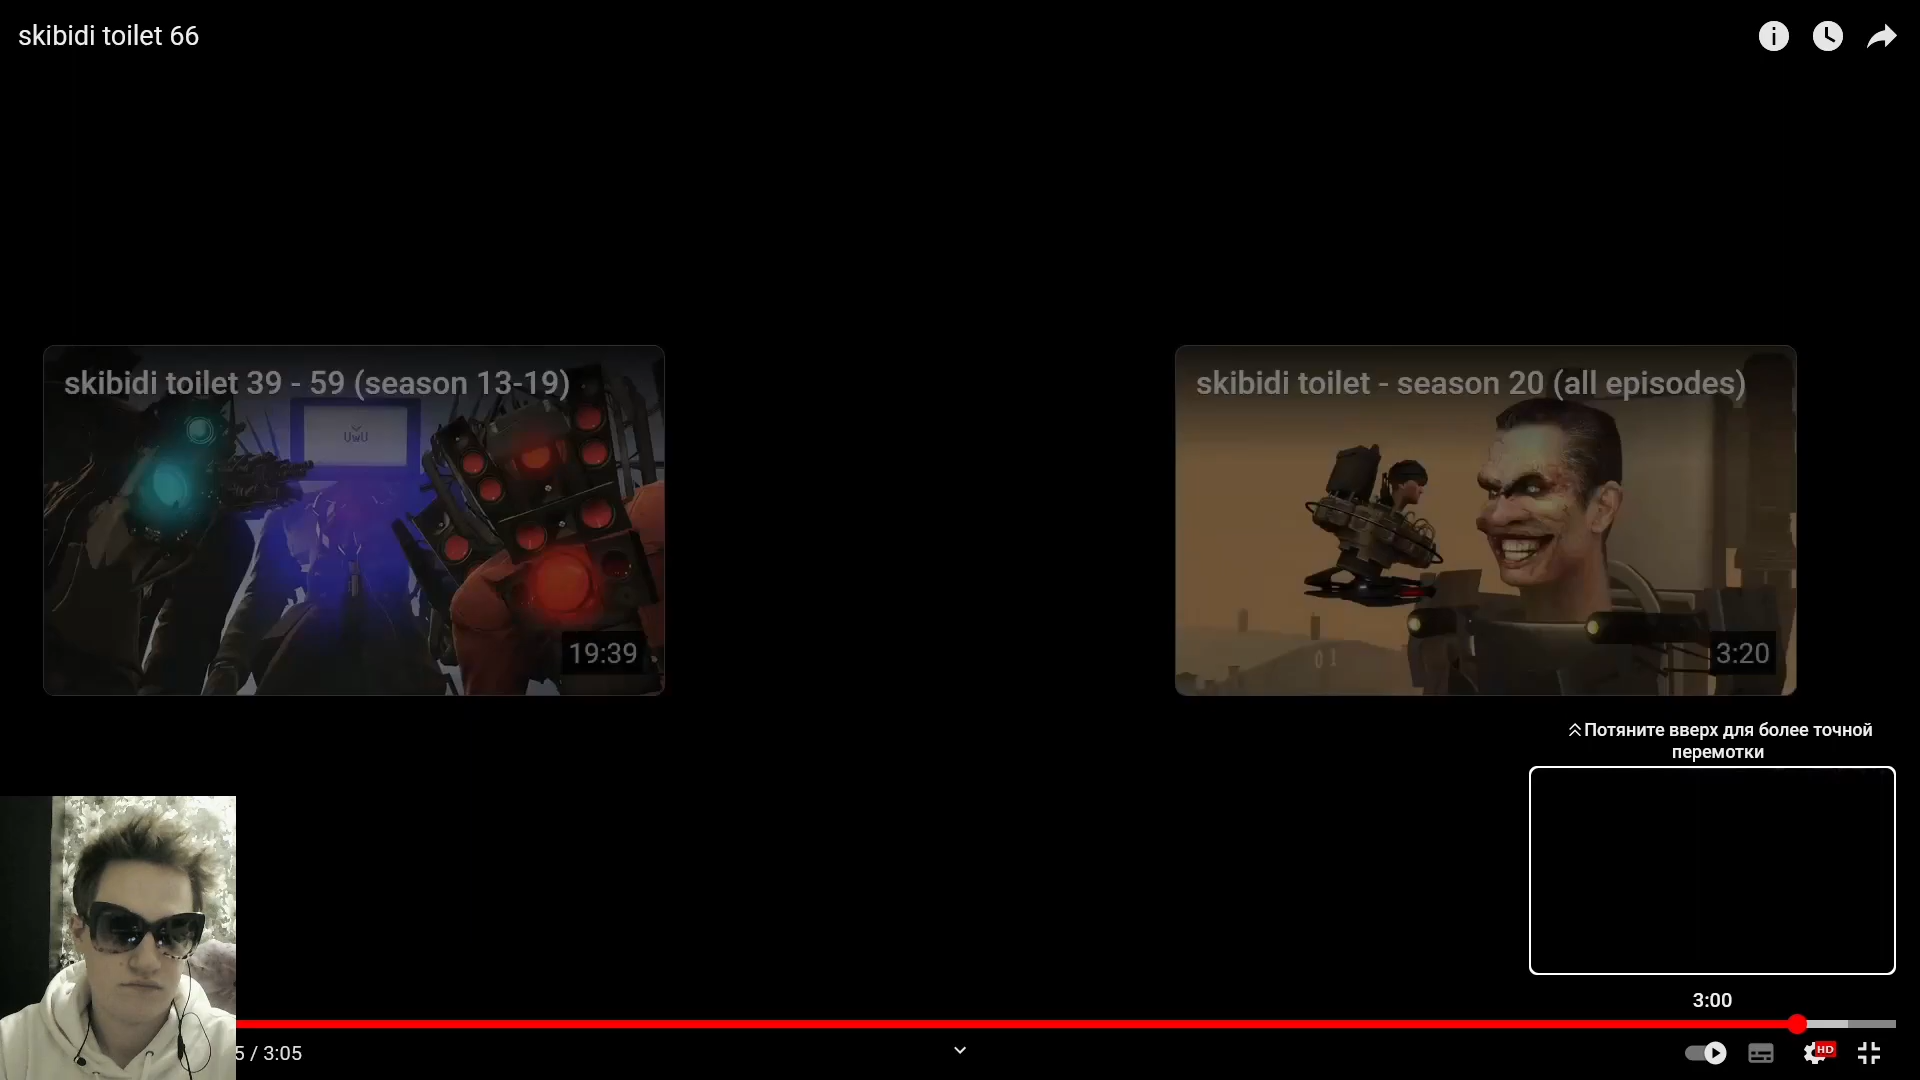 skibidi toilet 66
skibidi toilet 39 - 59 (season 13-19)
UwU
19:39
skibidi toilet - season 20 (all episodes)
01
3:20
Потяните вверх для более точной
перемотки
3:00
5 / 3:05
HD